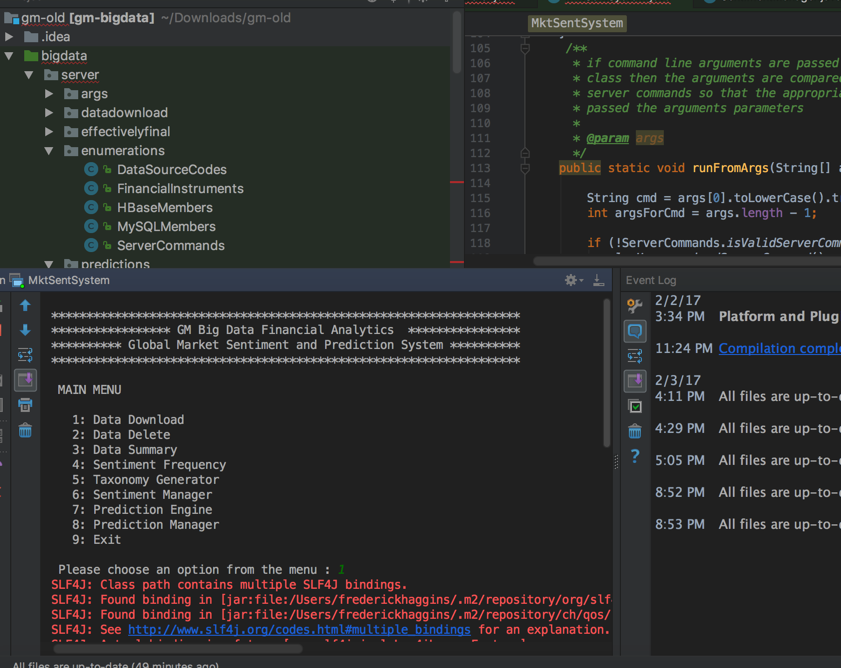 gm-old [gm-bigdata] ~/Downloads/gm-old
.idea
bigdata
server
args
datadownload
effectivelyfinal
enumerations
DataSourceCodes
FinancialInstruments
HBaseMembers
MySQLMembers
ServerCommands
predictions
MktSentSystem
105 /**
106 * if command line arguments are passed
107 * class then the arguments are compare
108 * server commands so that the appropria
109 * passed the arguments parameters
110 *
111 * @param args
112 */
113 public static void runFromArgs(String[] a
114
115 String cmd = args[0].toLowerCase().t
116 int argsForCmd = args.length - 1;
117
118 if (!ServerCommands.isValidServerComm
MktSentSystem
*******************************************************************
***************** GM Big Data Financial Analytics ****************
********** Global Market Sentiment and Prediction System **********
*******************************************************************
MAIN MENU
1: Data Download
2: Data Delete
3: Data Summary
4: Sentiment Frequency
5: Taxonomy Generator
6: Sentiment Manager
7: Prediction Engine
8: Prediction Manager
9: Exit
Please choose an option from the menu : 1
SLF4J: Class path contains multiple SLF4J bindings.
SLF4J: Found binding in [jar:file:/Users/frederickhaggins/.m2/repository/org/slf
SLF4J: Found binding in [jar:file:/Users/frederickhaggins/.m2/repository/ch/qos/
SLF4J: See http://www.slf4j.org/codes.html#multiple_bindings for an explanation.
Event Log
2/2/17
3:34 PM Platform and Plug
11:24 PM Compilation comple
2/3/17
4:11 PM All files are up-to-d
4:29 PM All files are up-to-d
5:05 PM All files are up-to-d
8:52 PM All files are up-to-d
8:53 PM All files are up-to-d
All files are up-to-date (49 minutes ago)